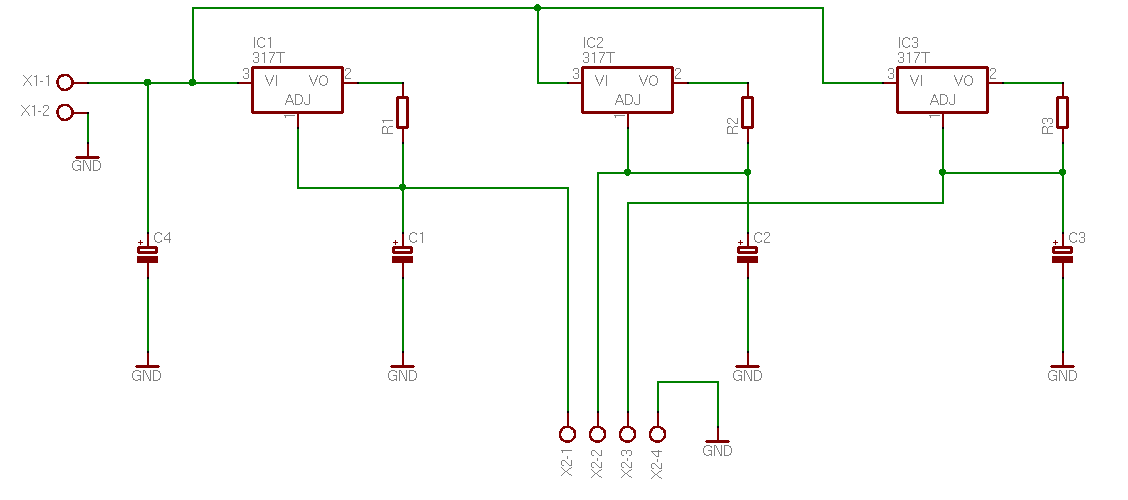 IC1
317T
3 VI VO 2
ADJ
1
R1
IC2
317T
3 VI VO 2
ADJ
1
R2
IC3
317T
3 VI VO 2
ADJ
1
R3
X1-1
X1-2
GND
+ C4
GND
+ C1
GND
+ C2
GND
+ C3
GND
X2-1
X2-2
X2-3
X2-4
GND